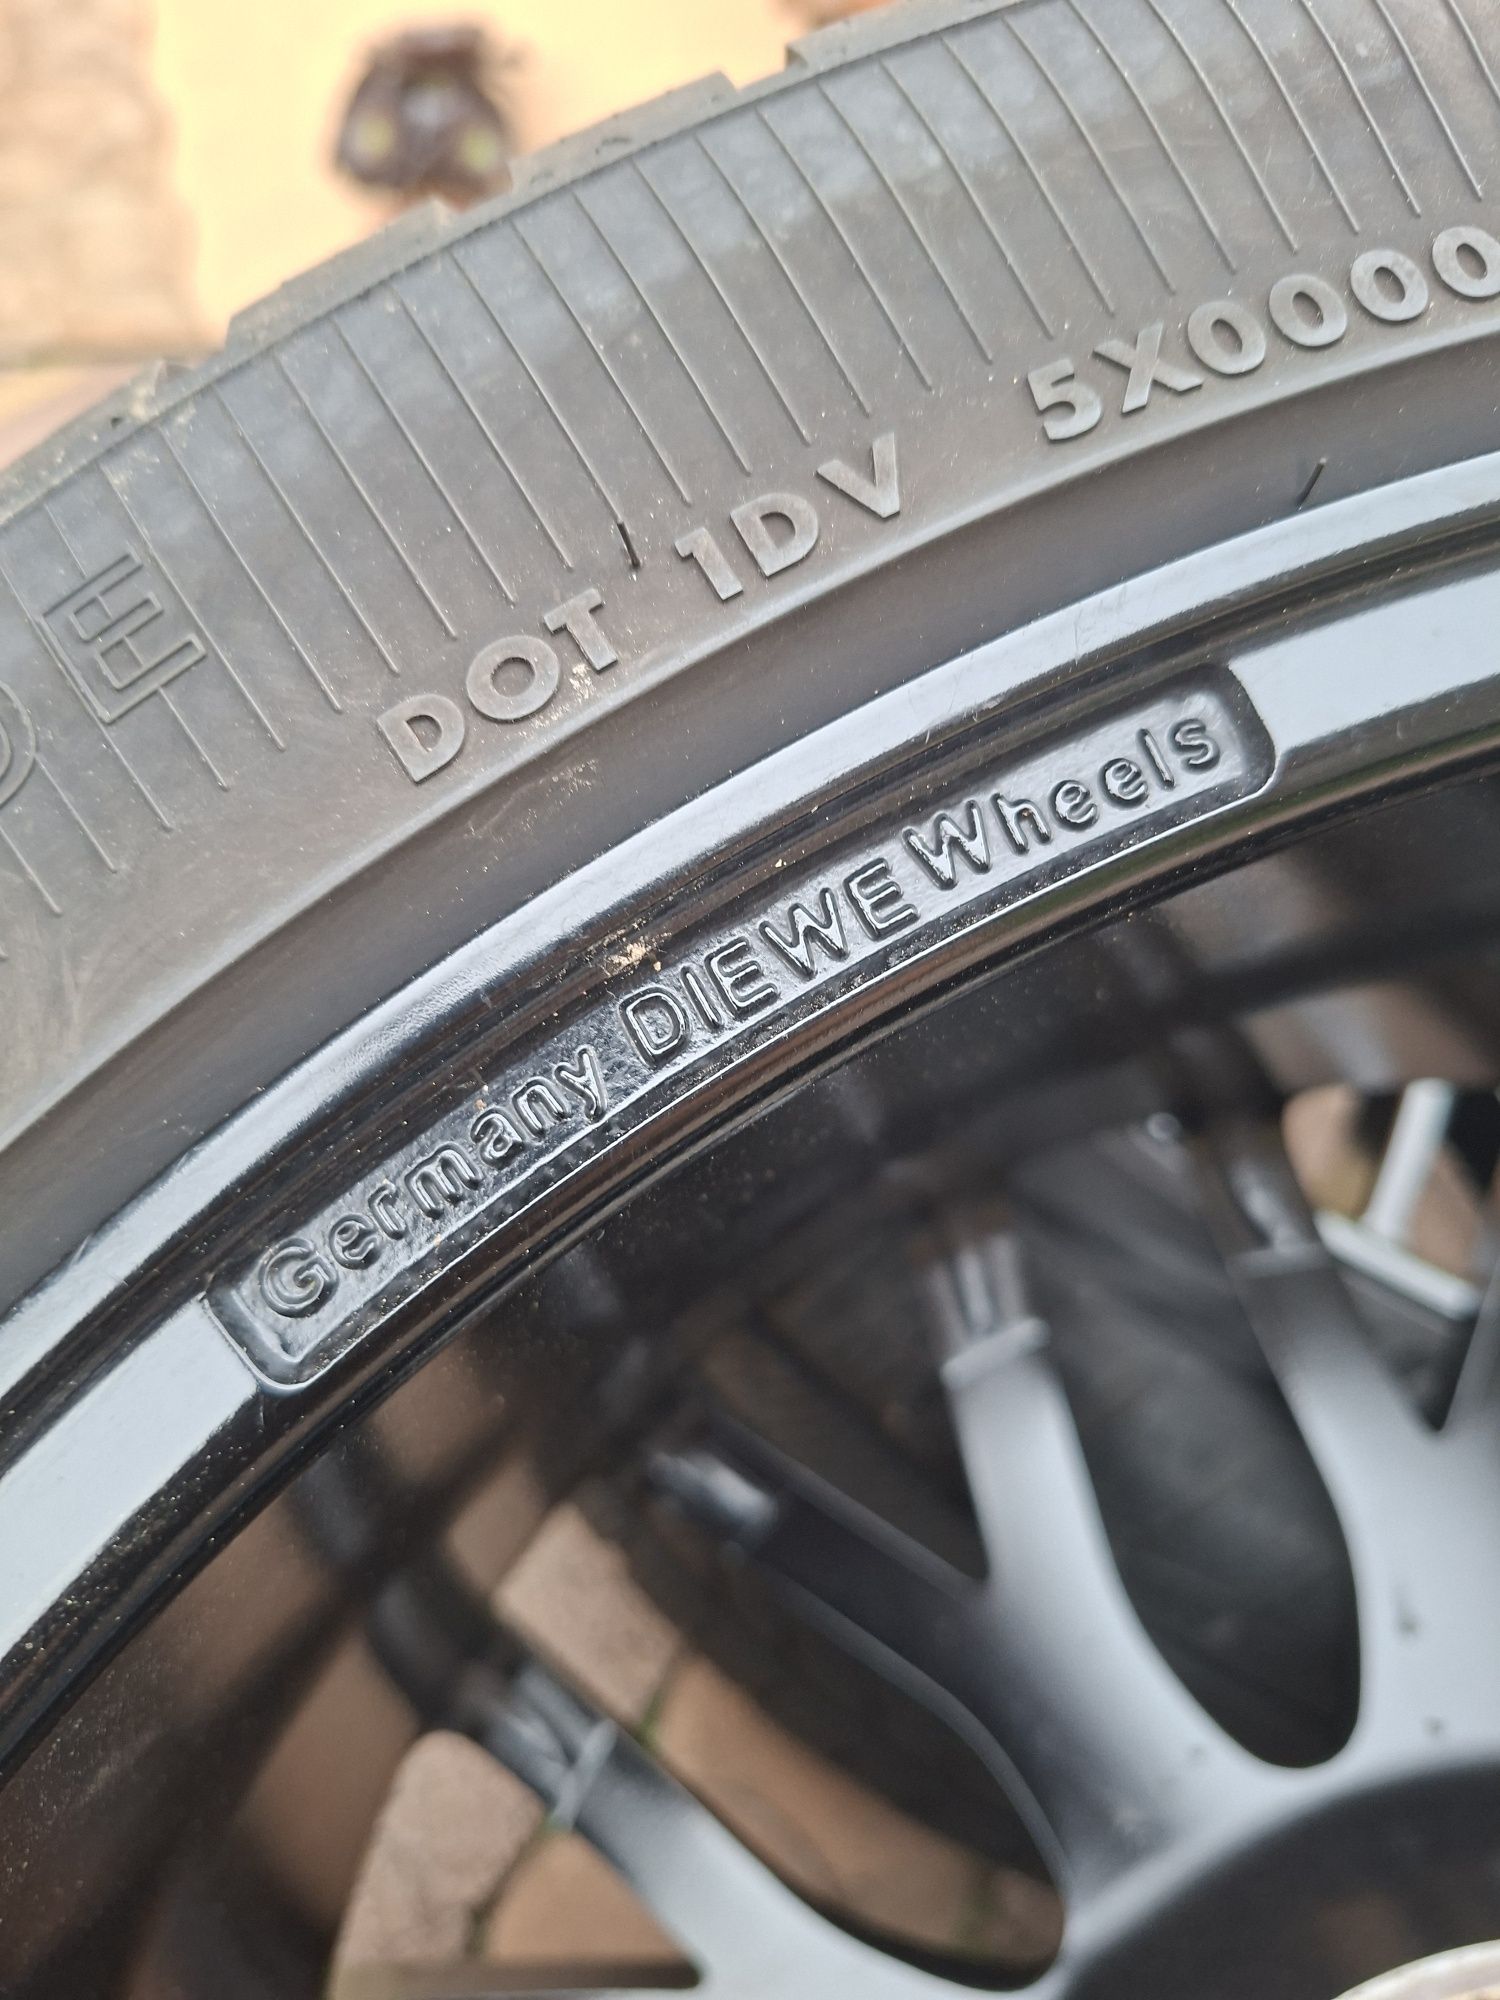 DOT 1DV 5X0000
Germany DIEWE Wheels